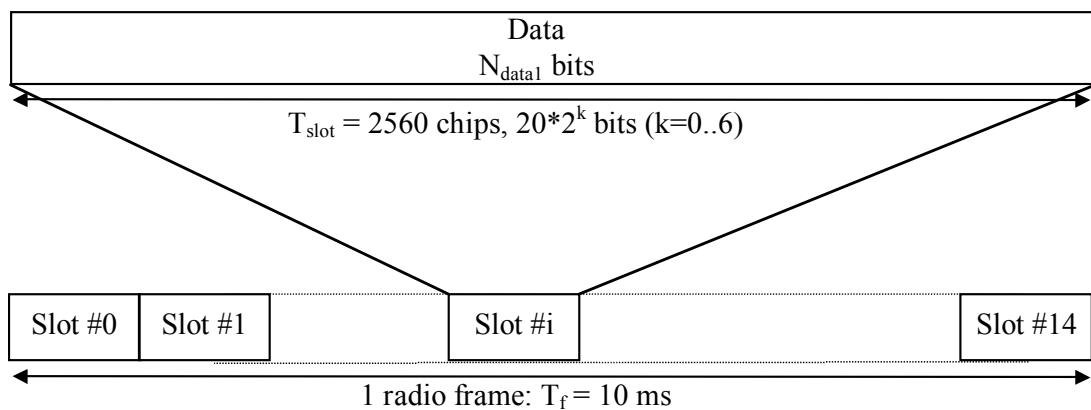 Data
N_data1 bits
T_slot = 2560 chips, 20*2^k bits (k=0..6)
Slot #0 Slot #1 Slot #i Slot #14
1 radio frame: T_f = 10 ms